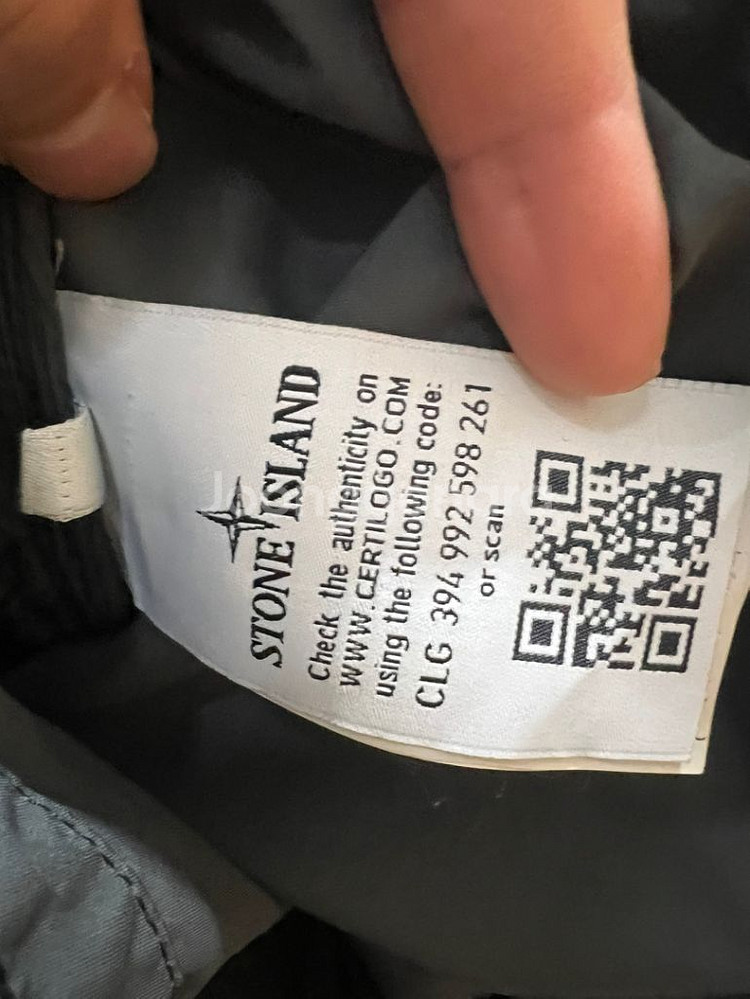 STONE ISLAND
Check the authenticity on
WWW.CERTILOGO.COM
using the following code:
CLG 394 992 598 261
or scan